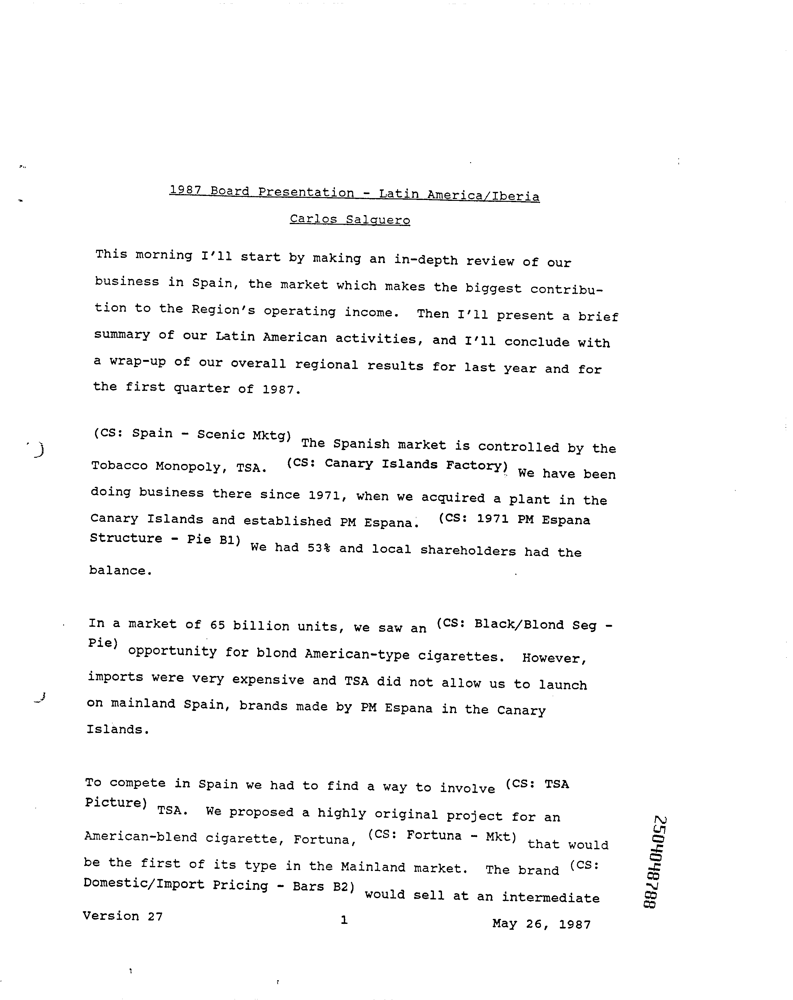 1987 Board Presentation - Latin America/Iberia
Carlos Salguero
This morning I'll start by making an in-depth review of our
business in Spain, the market which makes the biggest contribu-
tion to the Region's operating income. Then I'll present a brief
summary of our Latin American activities, and I'll conclude with
a wrap-up of our overall regional results for last year and for
the first quarter of 1987.
(CS: Spain - Scenic Mktg) The Spanish market is controlled by the
Tobacco Monopoly, TSA. (CS: Canary Islands Factory) We have been
doing business there since 1971, when we acquired a plant in the
Canary Islands and established PM Espana. (CS: 1971 PM Espana
Structure - Pie B1) We had 53% and local shareholders had the
balance.
In a market of 65 billion units, we saw an (CS: Black/Blond Seg -
Pie) opportunity for blond American-type cigarettes. However,
imports were very expensive and TSA did not allow us to launch
on mainland Spain, brands made by PM Espana in the Canary
Islands.
To compete in Spain we had to find a way to involve (CS: TSA
Picture) TSA. We proposed a highly original project for an
American-blend cigarette, Fortuna, (CS: Fortuna - Mkt) that would
be the first of its type in the Mainland market. The brand (CS:
Domestic/Import Pricing - Bars B2) would sell at an intermediate
Version 27 1 May 26, 1987
2504048788